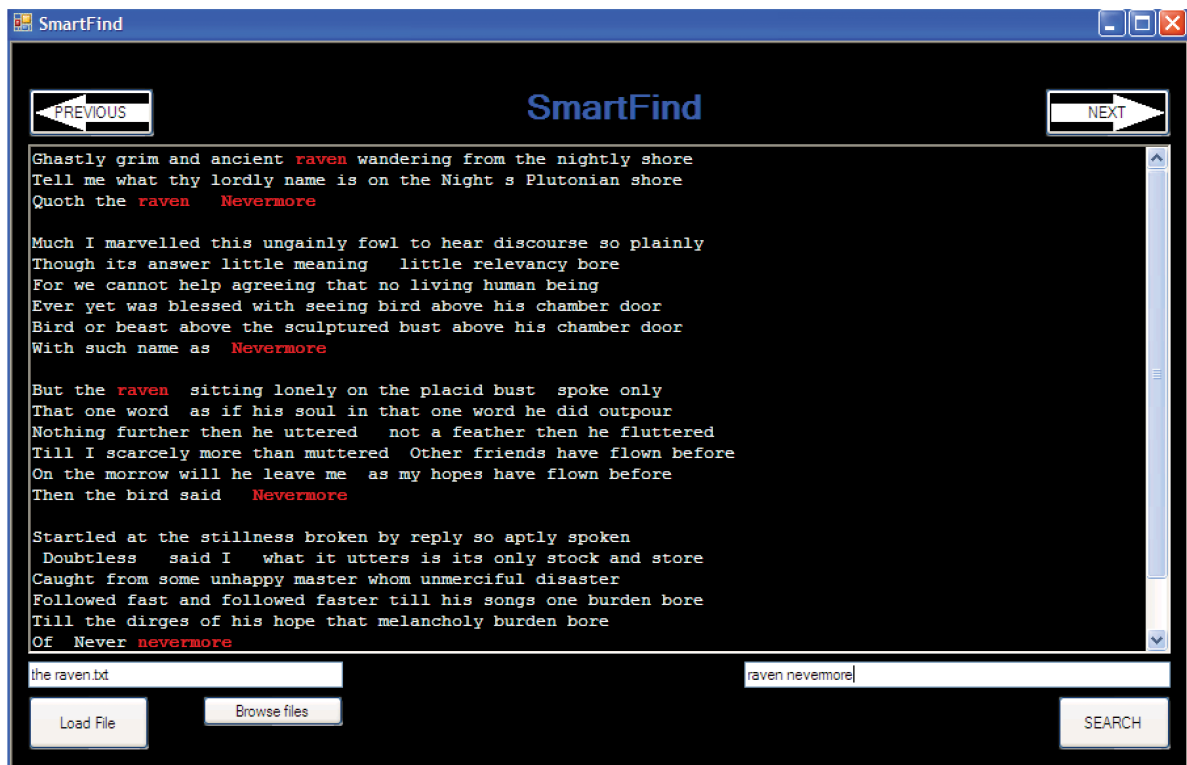 SmartFind
PREVIOUS
SmartFind
NEXT
Ghastly grim and ancient raven wandering from the nightly shore
Tell me what thy lordly name is on the Night s Plutonian shore
Quoth the raven   Nevermore
Much I marvelled this ungainly fowl to hear discourse so plainly
Though its answer little meaning   little relevancy bore
For we cannot help agreeing that no living human being
Ever yet was blessed with seeing bird above his chamber door
Bird or beast above the sculptured bust above his chamber door
With such name as  Nevermore
But the raven  sitting lonely on the placid bust  spoke only
That one word  as if his soul in that one word he did outpour
Nothing further then he uttered   not a feather then he fluttered
Till I scarcely more than muttered  Other friends have flown before
On the morrow will he leave me  as my hopes have flown before
Then the bird said   Nevermore
Startled at the stillness broken by reply so aptly spoken
Doubtless   said I   what it utters is its only stock and store
Caught from some unhappy master whom unmerciful disaster
Followed fast and followed faster till his songs one burden bore
Till the dirges of his hope that melancholy burden bore
Of  Never nevermore
the raven.txt
raven nevermore
Load File
Browse files
SEARCH